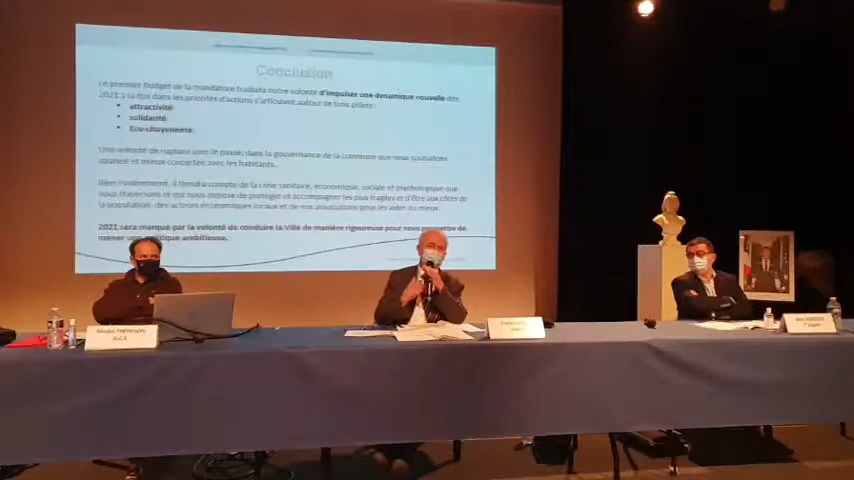 Conclusion
Le premier budget de la mandature traduira notre volonté d'impulser une dynamique nouvelle dès
2021 à la fois dans les priorités d'actions s'articulant autour de trois piliers :
• attractivité
• solidarité
• Eco-citoyenneté
Une volonté de rupture avec le passé, dans la gouvernance de la commune que nous souhaitons
apaisée et mieux concertée avec les habitants.
Bien évidemment, il tiendra compte de la crise sanitaire, économique, sociale et psychologique que
nous traversons et qui nous impose de protéger et accompagner les plus fragiles et d'être aux côtés de
la population, des acteurs économiques locaux et de nos associations pour les aider au mieux.
2021 sera marqué par la volonté de conduire la Ville de manière rigoureuse pour nous permettre de
mener une politique ambitieuse.
D.G.S